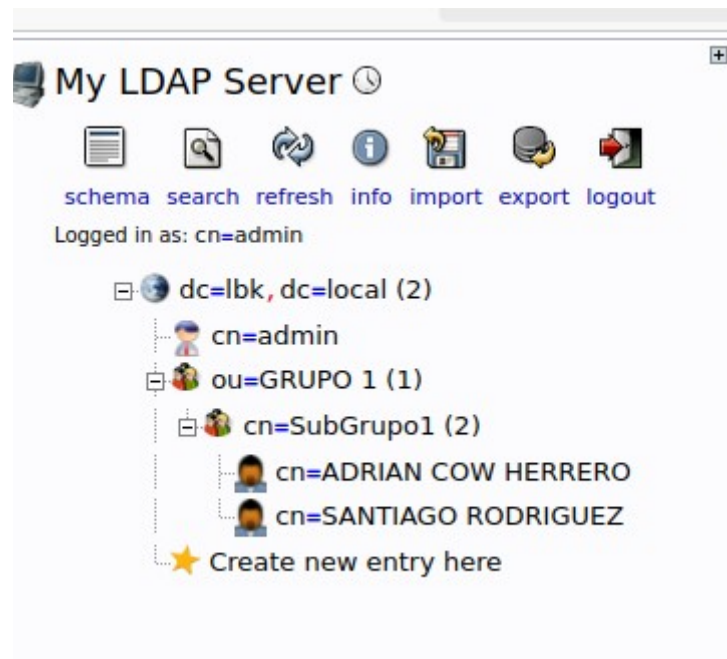 My LDAP Server
schema search refresh info import export logout
Logged in as: cn=admin
dc=lbk,dc=local (2)
cn=admin
ou=GRUPO 1 (1)
cn=SubGrupo1 (2)
cn=ADRIAN COW HERRERO
cn=SANTIAGO RODRIGUEZ
Create new entry here